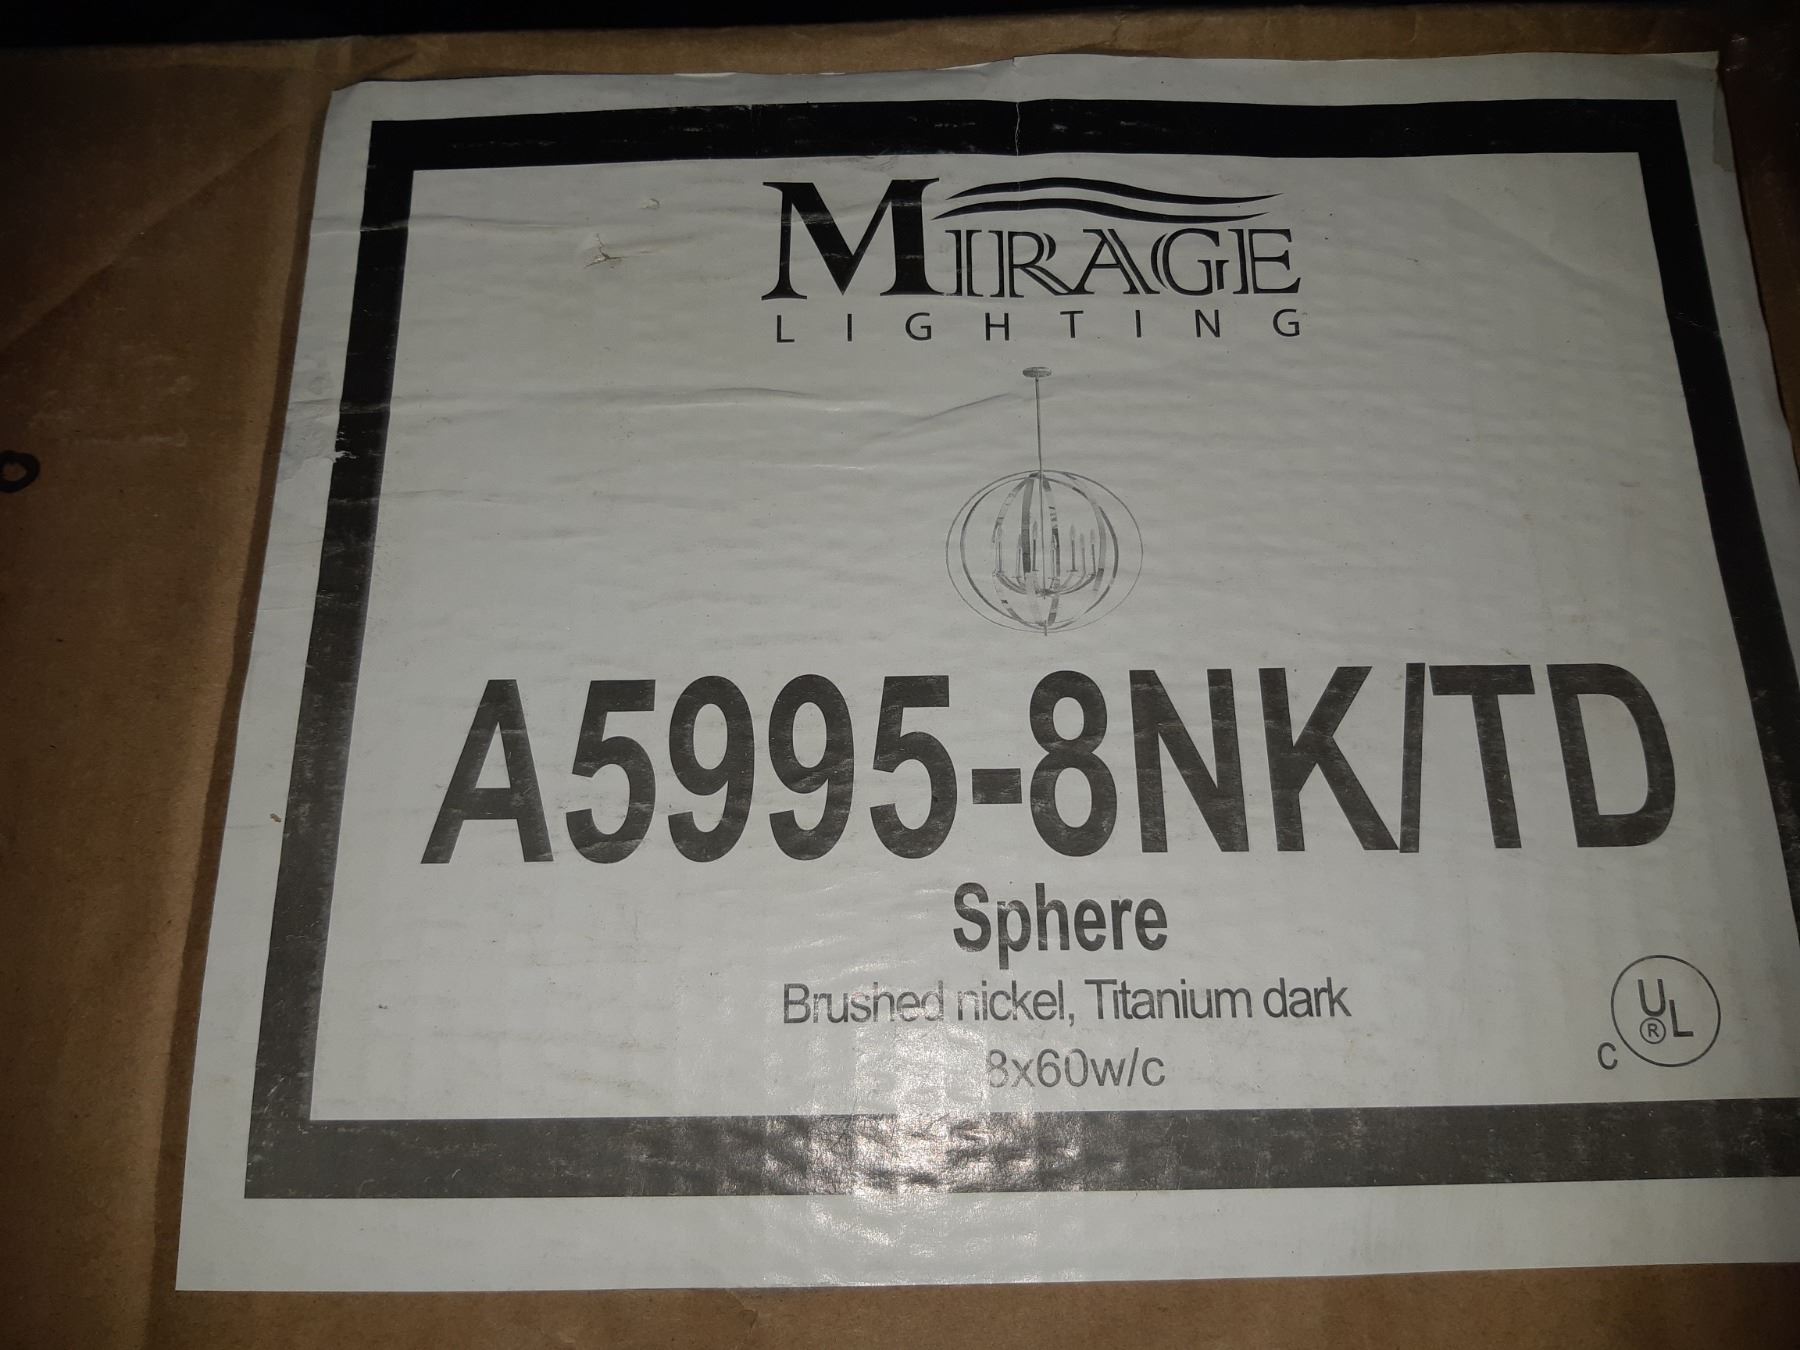 MIRAGE
LIGHTING
A5995-8NK/TD
Sphere
Brushed nickel, Titanium dark
8x60w/c
C UL ®